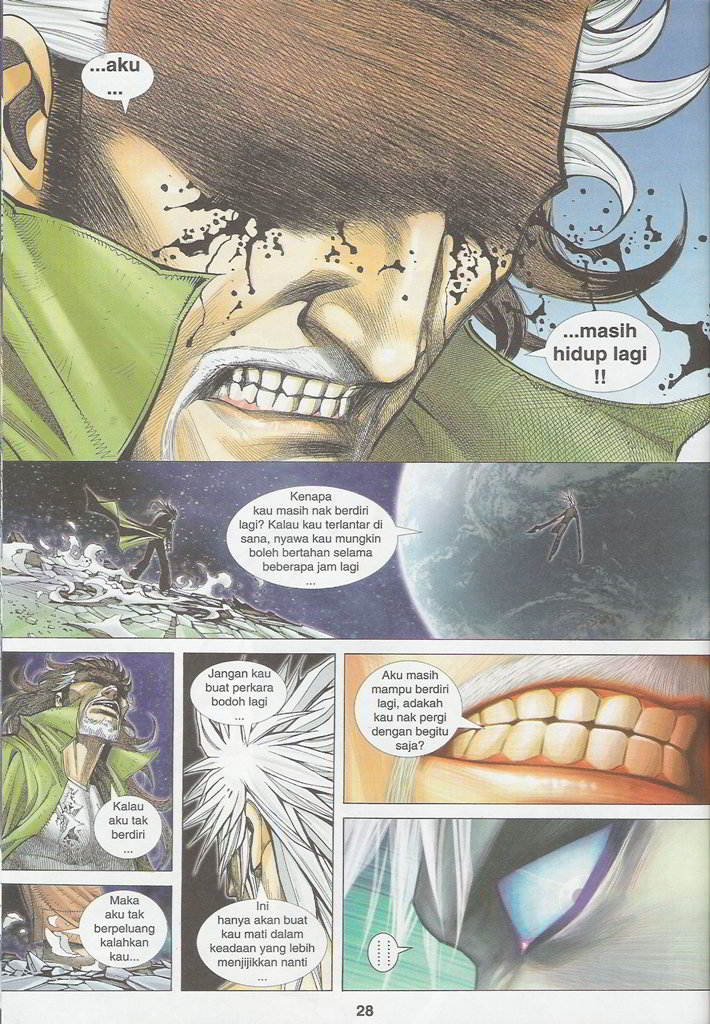 ...aku
...
...masih
hidup lagi
!!
Kenapa
kau masih nak berdiri
lagi? Kalau kau terlantar di
sana, nyawa kau mungkin
boleh bertahan selama
beberapa jam lagi
...
Kalau
aku tak
berdiri
...
Maka
aku tak
berpeluang
kalahkan
kau...
Jangan kau
buat perkara
bodoh lagi
...
Ini
hanya akan buat
kau mati dalam
keadaan yang lebih
menjijikkan nanti
...
Aku masih
mampu berdiri
lagi, adakah
kau nak pergi
dengan begitu
saja?
......
......
28